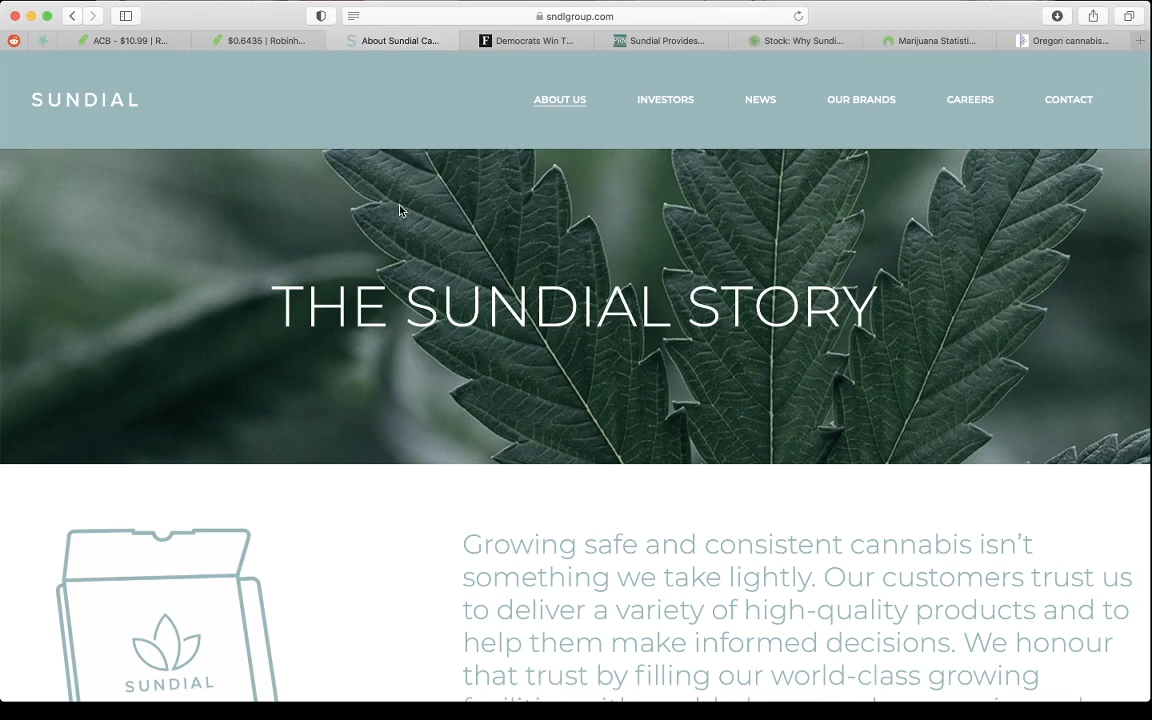 sndlgroup.com
ACB - $10.99 | R...
$0.6435 | Robinh...
About Sundial Ca...
Democrats Win T...
PRN
Sundial Provides...
Stock: Why Sundi...
Marijuana Statisti...
Oregon cannabis...
SUNDIAL
ABOUT US
INVESTORS
NEWS
OUR BRANDS
CAREERS
CONTACT
THE SUNDIAL STORY
Growing safe and consistent cannabis isn't
something we take lightly. Our customers trust us
to deliver a variety of high-quality products and to
help them make informed decisions. We honour
that trust by filling our world-class growing
SUNDIAL